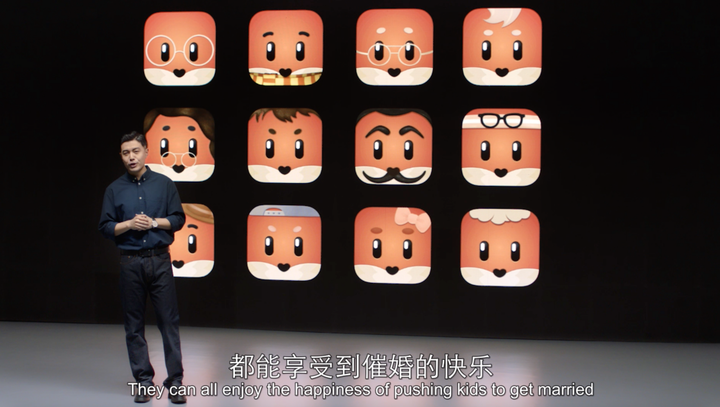 都能享受到催婚的快乐
They can all enjoy the happiness of pushing kids to get married